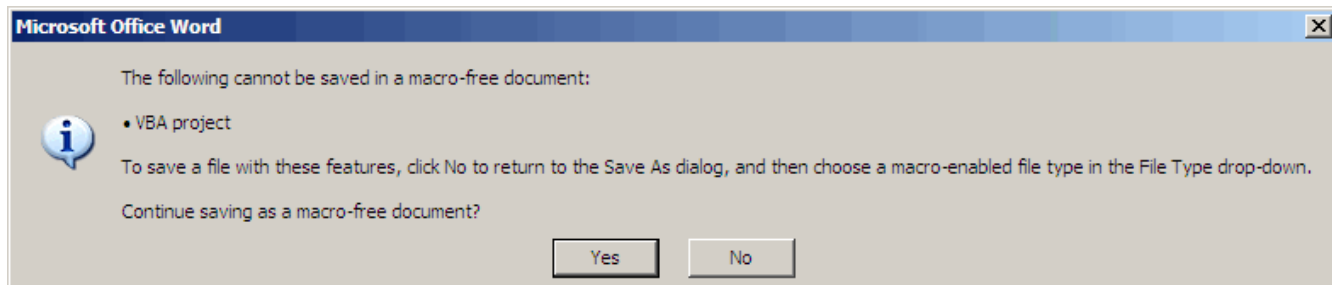 Microsoft Office Word
The following cannot be saved in a macro-free document:
• VBA project
To save a file with these features, click No to return to the Save As dialog, and then choose a macro-enabled file type in the File Type drop-down.
Continue saving as a macro-free document?
Yes No